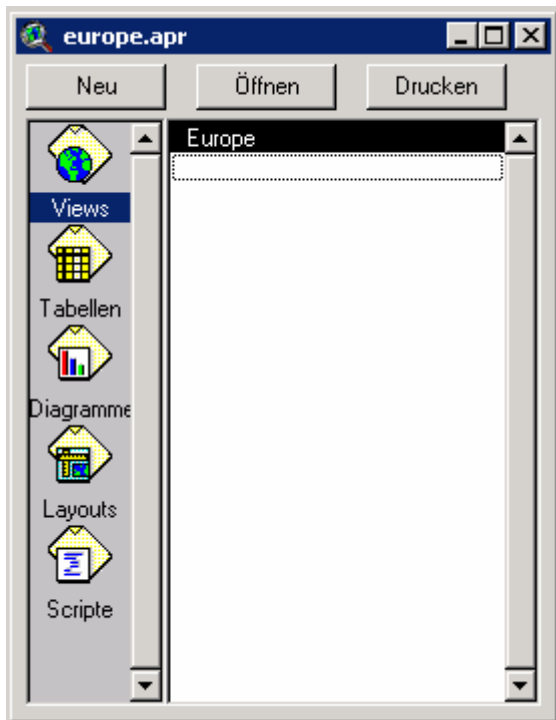 europe.apr
Neu Öffnen Drucken
Europe
Views
Tabellen
Diagramme
Layouts
Scripte